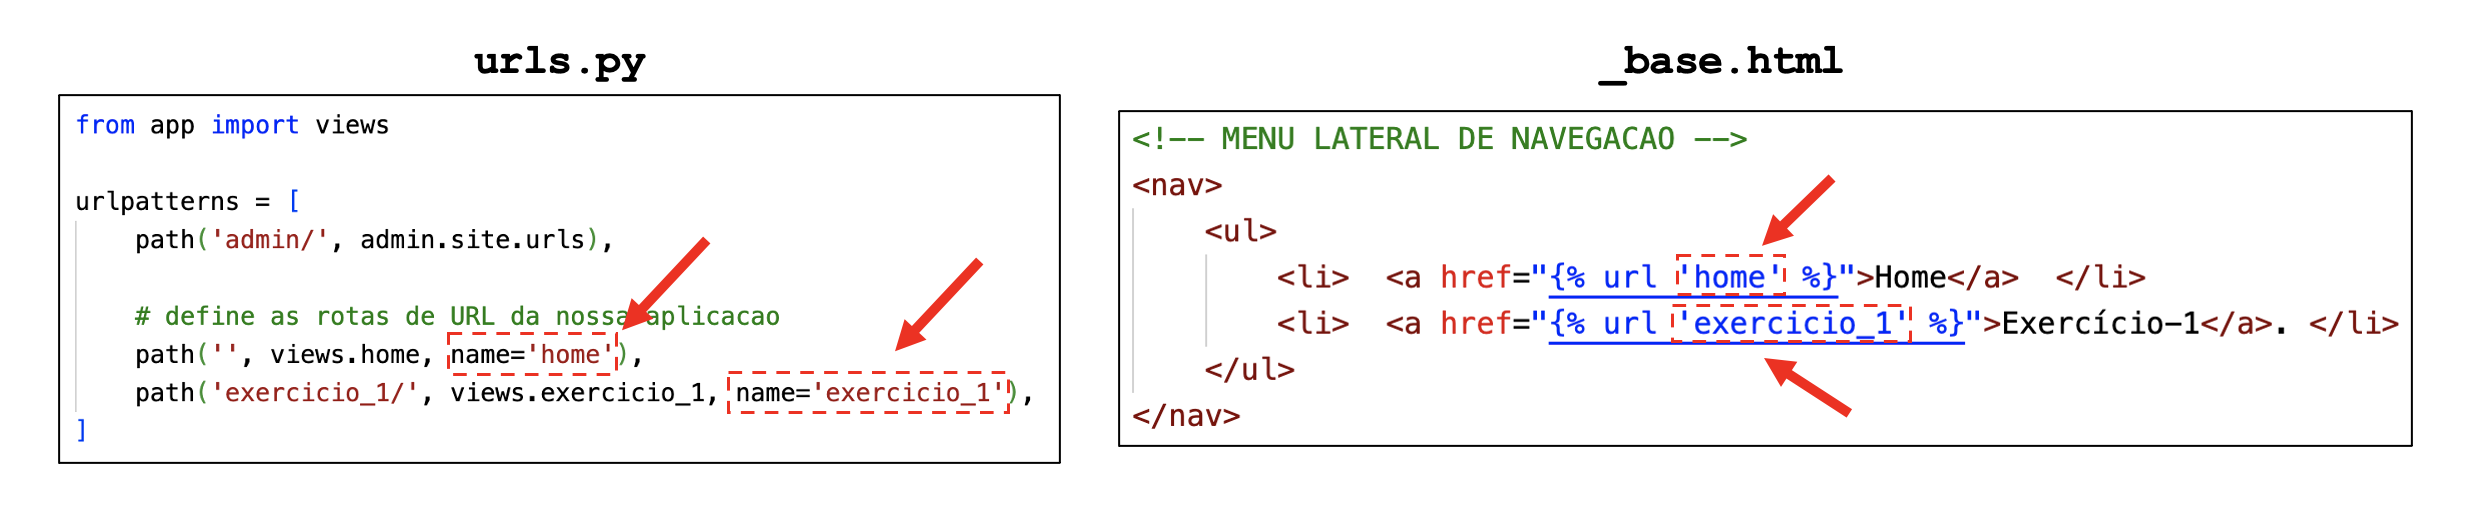 urls.py
from app import views
urlpatterns = [
path('admin/', admin.site.urls),
# define as rotas de URL da nossa aplicacao
path('', views.home, name='home'),
path('exercicio_1/', views.exercicio_1, name='exercicio_1'),
]
_base.html
<!-- MENU LATERAL DE NAVEGACAO -->
<nav>
<ul>
<li> <a href="{% url 'home' %}">Home</a> </li>
<li> <a href="{% url 'exercicio_1' %}">Exercício-1</a>. </li>
</ul>
</nav>